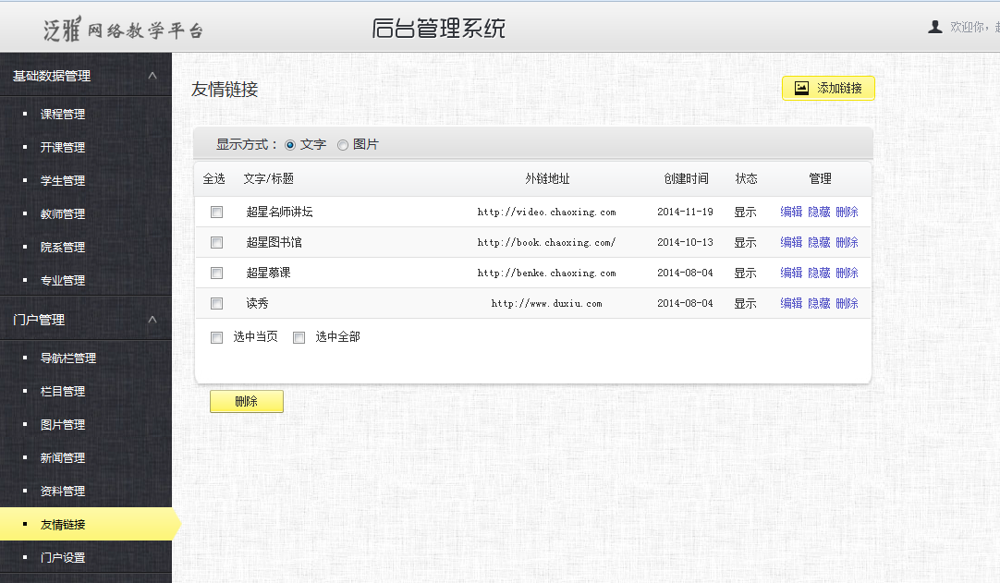 泛雅网络教学平台
后台管理系统
欢迎你，
基础数据管理
课程管理
开课管理
学生管理
教师管理
院系管理
专业管理
门户管理
导航栏管理
栏目管理
图片管理
新闻管理
资料管理
友情链接
门户设置
友情链接
添加链接
显示方式： 文字 图片
全选 文字/标题 外链地址 创建时间 状态 管理
超星名师讲坛 http://video.chaoxing.com 2014-11-19 显示 编辑 隐藏 删除
超星图书馆 http://book.chaoxing.com/ 2014-10-13 显示 编辑 隐藏 删除
超星慕课 http://benke.chaoxing.com 2014-08-04 显示 编辑 隐藏 删除
读秀 http://www.duxiu.com 2014-08-04 显示 编辑 隐藏 删除
选中当页 选中全部
删除